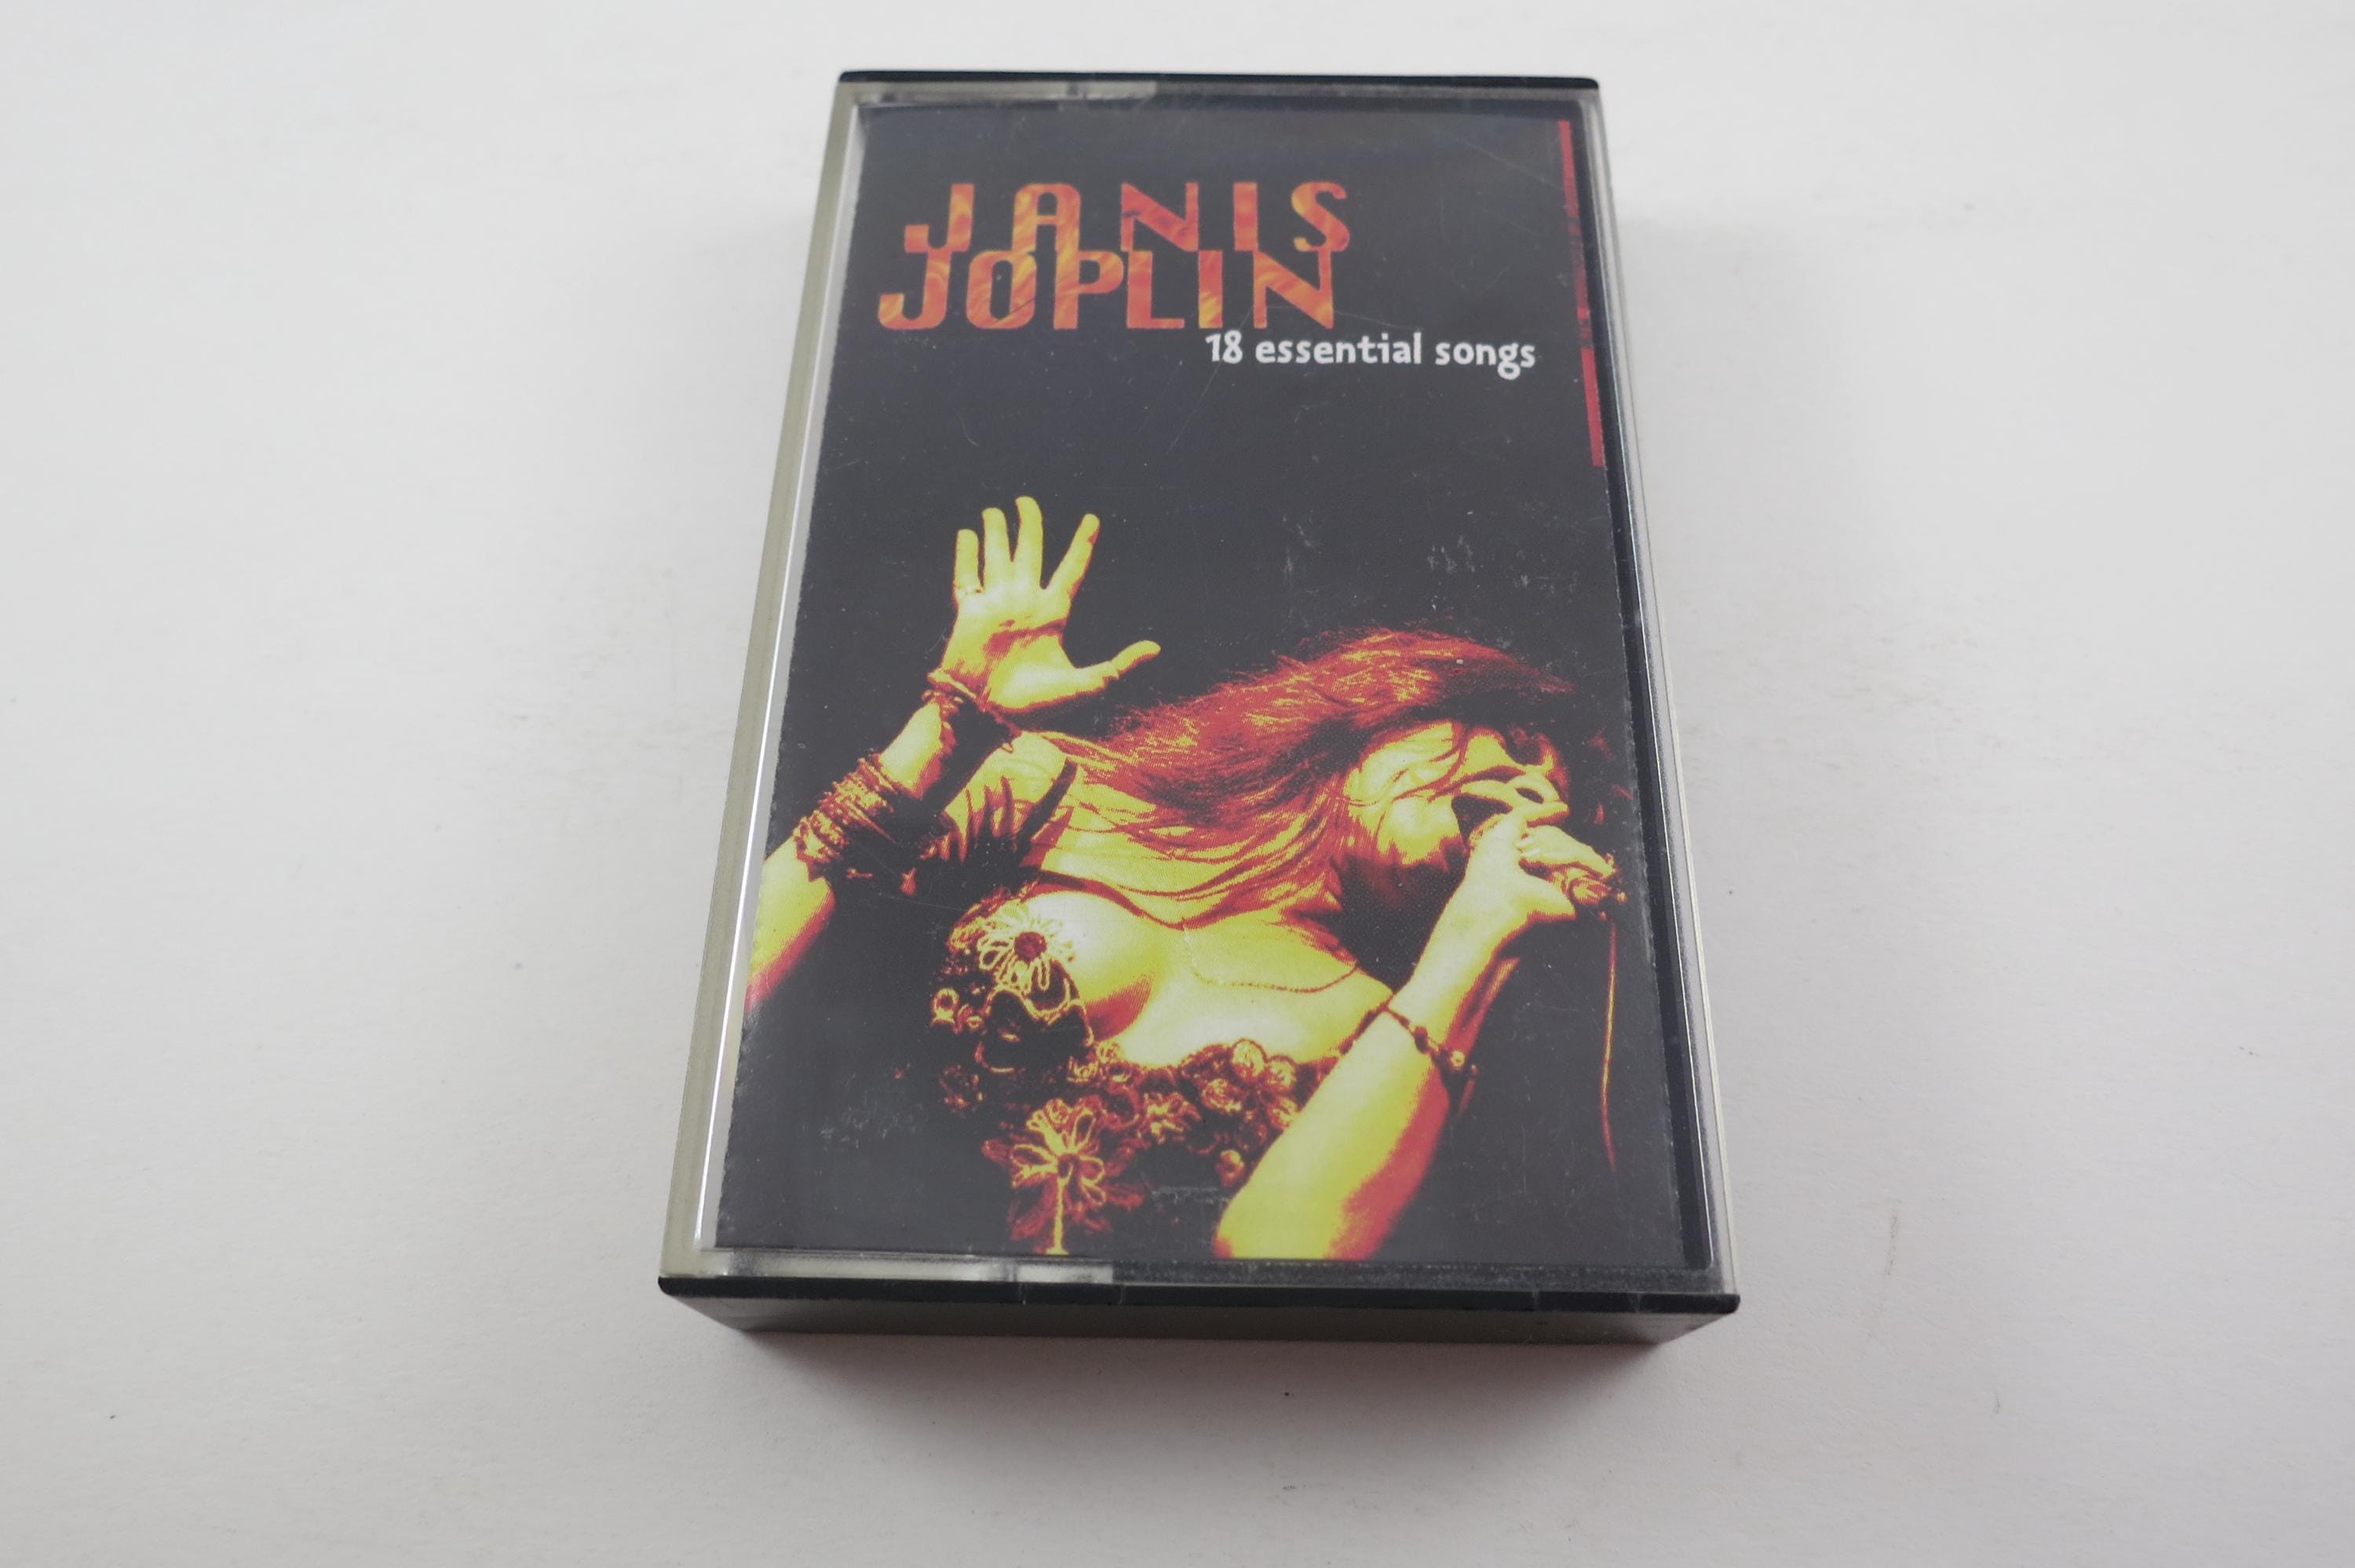 JANIS
JOPLIN
18 essential songs